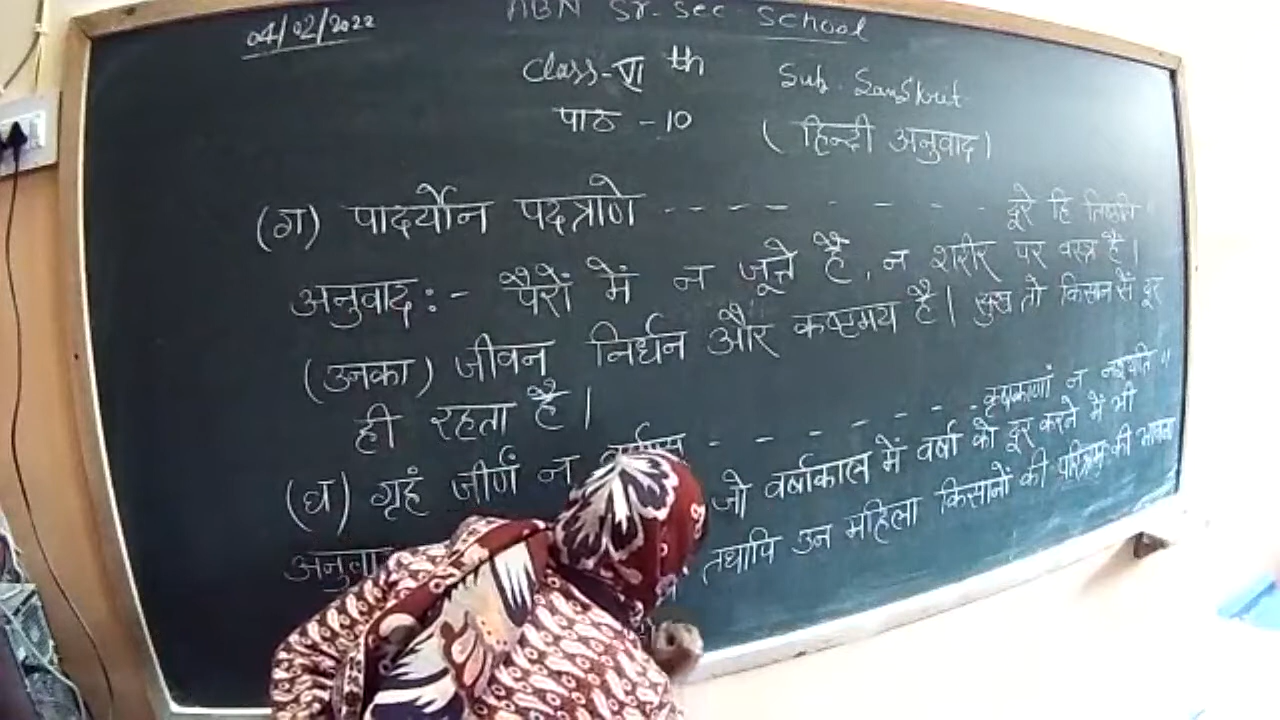 04/02/2022 ABN Sr. Sec School
Class-VI th Sub. Sanskrit
पाठ - 10 (हिन्दी अनुवाद)
(ग) पादर्यौन पदत्राणे - - - - - - - - दूरे हि तिष्ठति"
अनुवाद :- पैरों में न जूते हैं, न शरीर पर वस्त्र है।
(उनका) जीवन निर्धन और कष्टमय है। सुख तो किसान सें दूर
ही रहता है।
(घ) गृहं जीर्णं न - - - - - - कृषकाणां न नश्यति"
जो वर्षाकाल में वर्षा को दूर करने में भी
तथापि उन महिला किसानों की परिश्रम की भावना